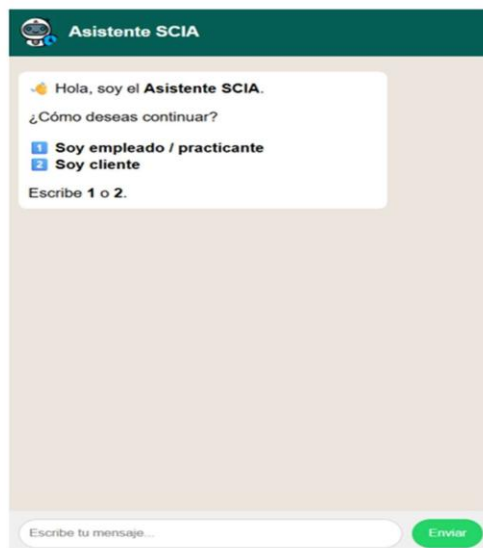 Asistente SCIA
👋 Hola, soy el Asistente SCIA.
¿Cómo deseas continuar?
1️⃣ Soy empleado / practicante
2️⃣ Soy cliente
Escribe 1 o 2.
Escribe tu mensaje...
Enviar